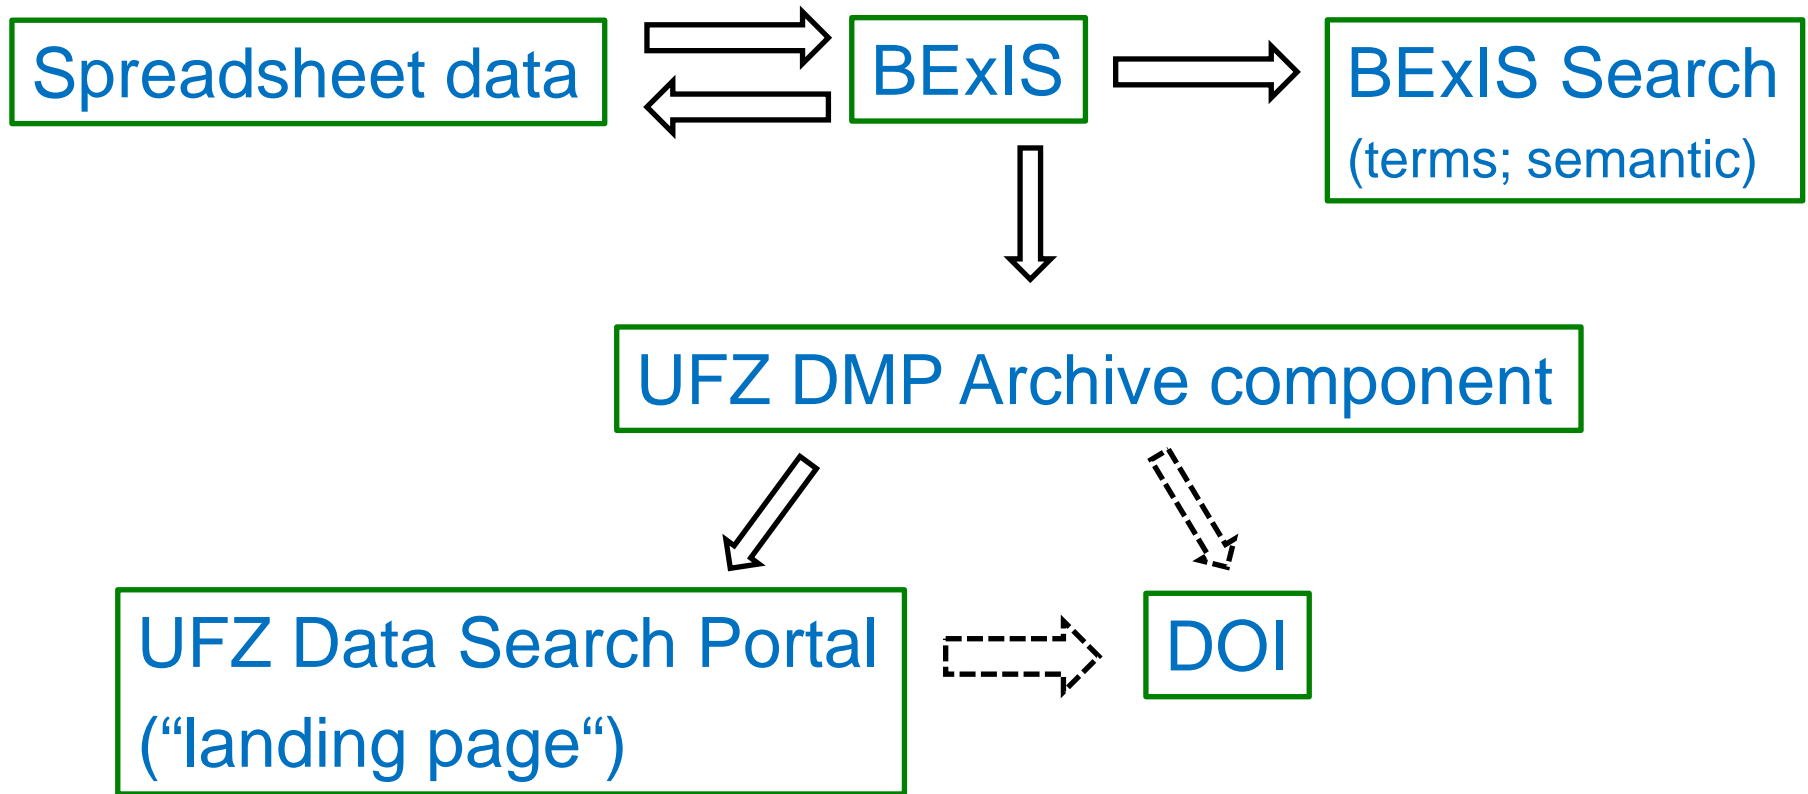 Spreadsheet data
BExIS
BExIS Search
(terms; semantic)
UFZ DMP Archive component
UFZ Data Search Portal
(“landing page“)
DOI